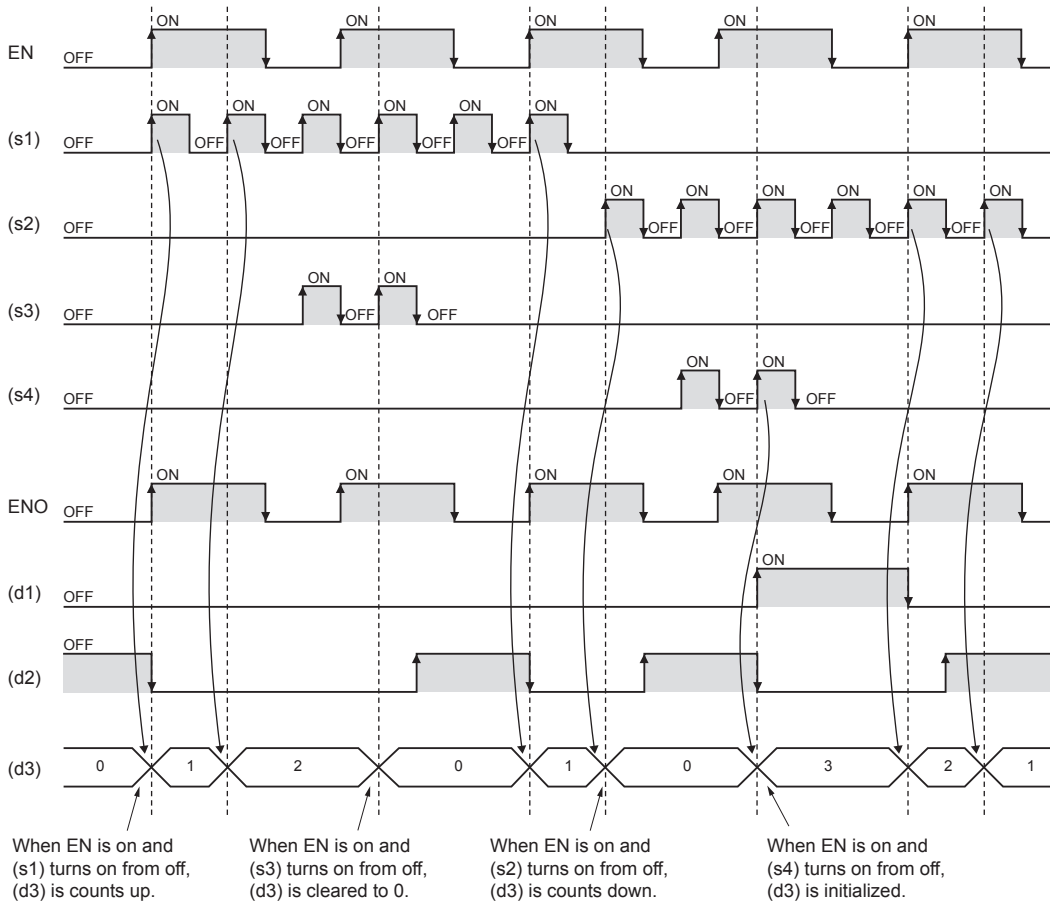 ON ON ON ON ON
EN OFF
ON ON ON ON ON ON
(s1) OFF OFF OFF OFF OFF OFF
ON ON ON ON ON ON
(s2) OFF OFF OFF OFF OFF OFF
ON ON
(s3) OFF OFF OFF
ON ON
(s4) OFF OFF OFF
ON ON ON ON ON
ENO OFF
ON
(d1) OFF
OFF
(d2)
(d3) 0 1 2 0 1 0 3 2 1
When EN is on and
(s1) turns on from off,
(d3) is counts up.
When EN is on and
(s3) turns on from off,
(d3) is cleared to 0.
When EN is on and
(s2) turns on from off,
(d3) is counts down.
When EN is on and
(s4) turns on from off,
(d3) is initialized.